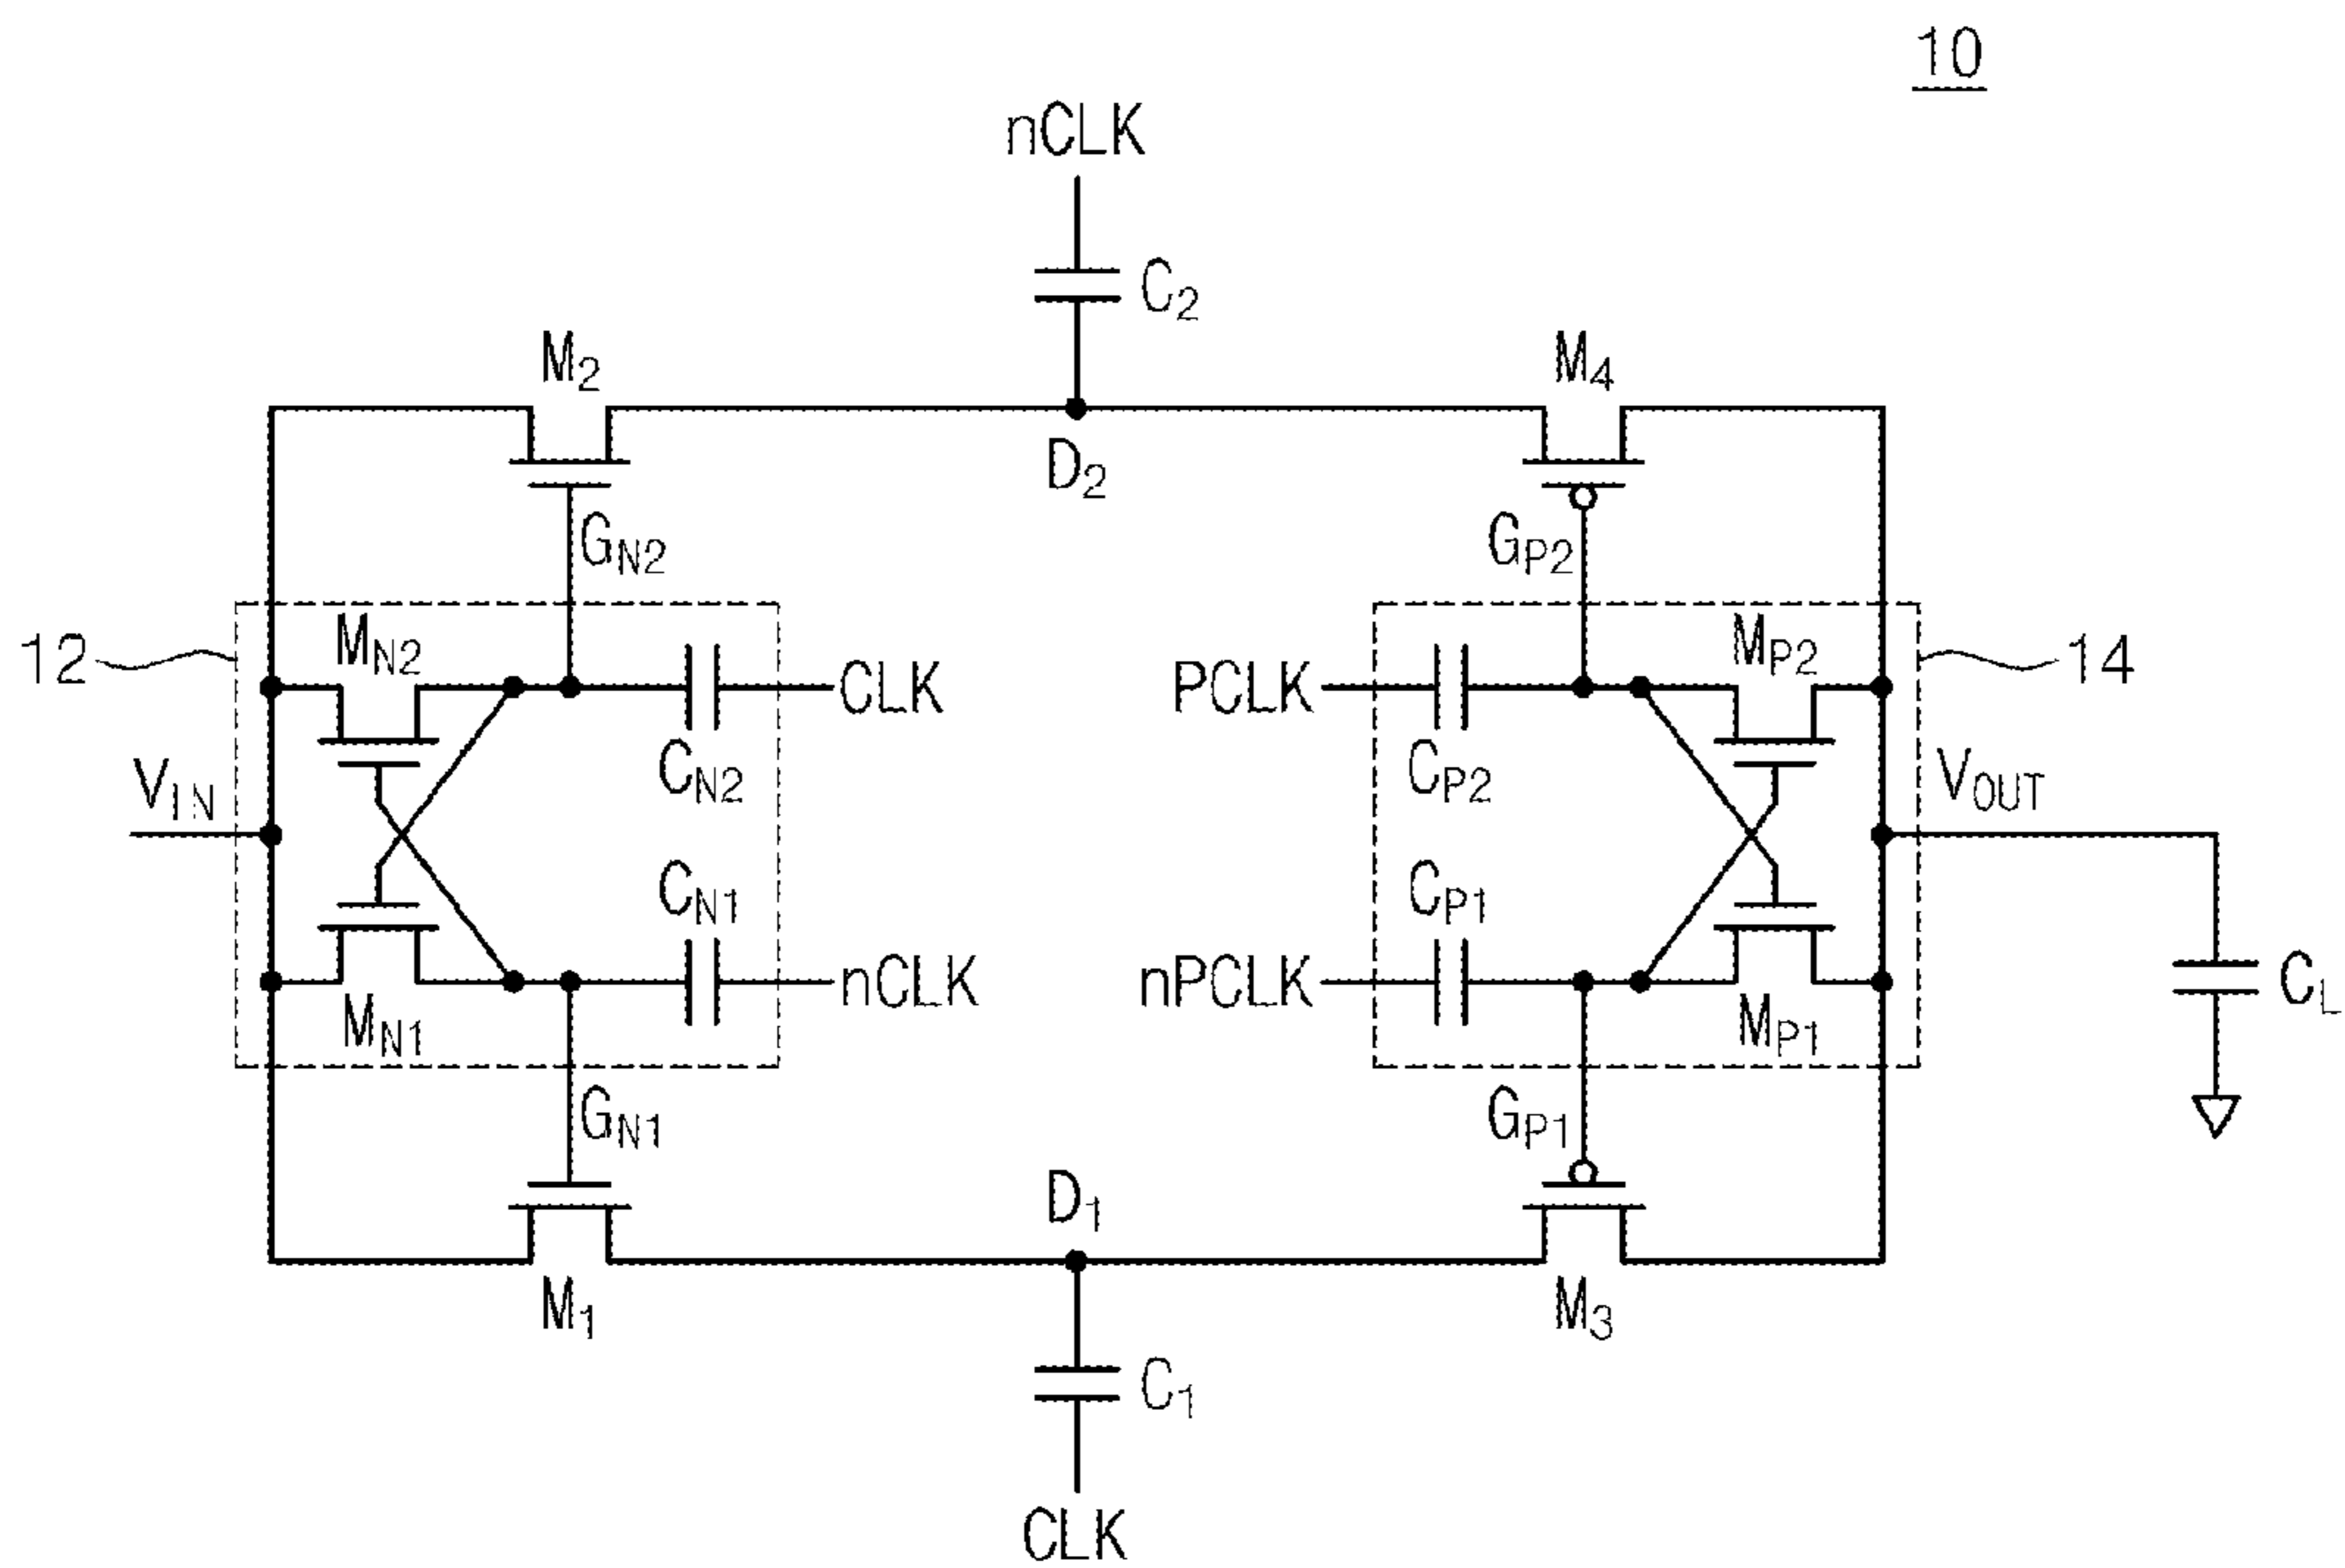 10
nCLK
C2
M2
M4
D2
GN2
GP2
12
MN2
MP2
14
CLK
PCLK
CN2
CP2
VIN
VOUT
CN1
CP1
nCLK
nPCLK
CL
MN1
MP1
GN1
GP1
D1
M1
M3
C1
CLK